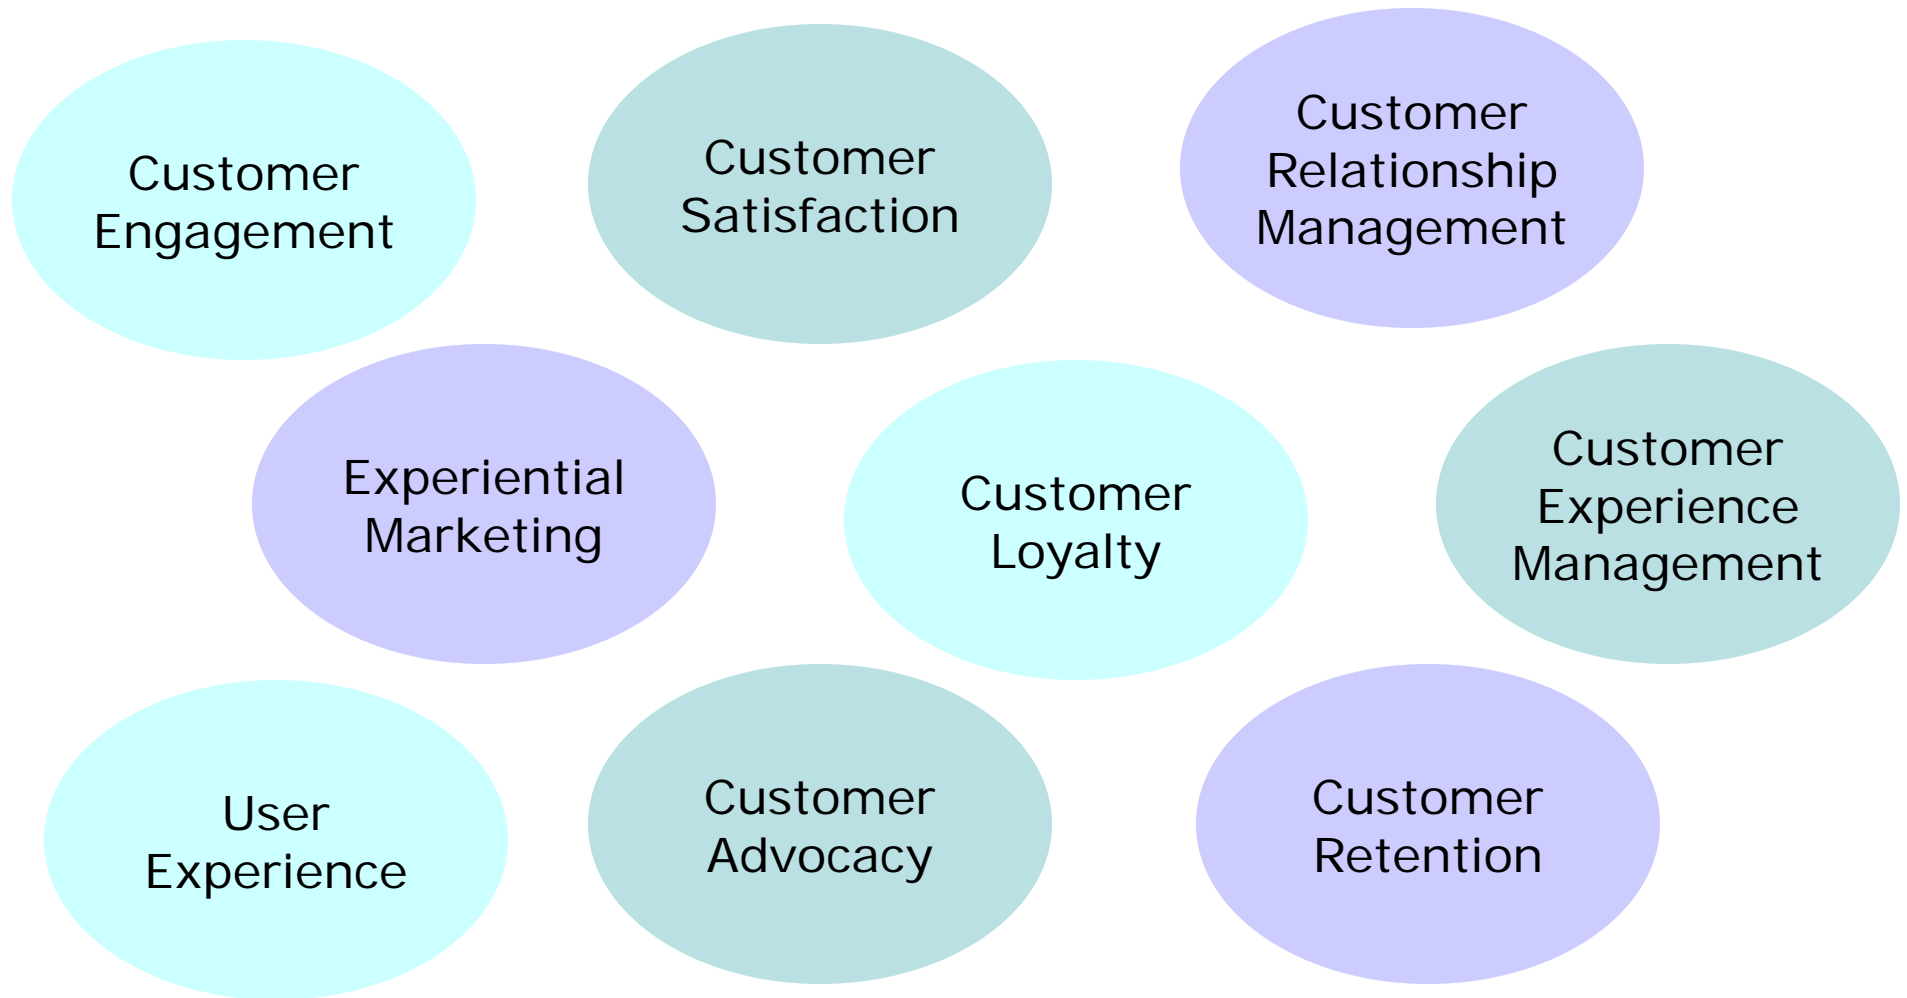 Customer
Engagement
Customer
Satisfaction
Customer
Relationship
Management
Experiential
Marketing
Customer
Loyalty
Customer
Experience
Management
User
Experience
Customer
Advocacy
Customer
Retention